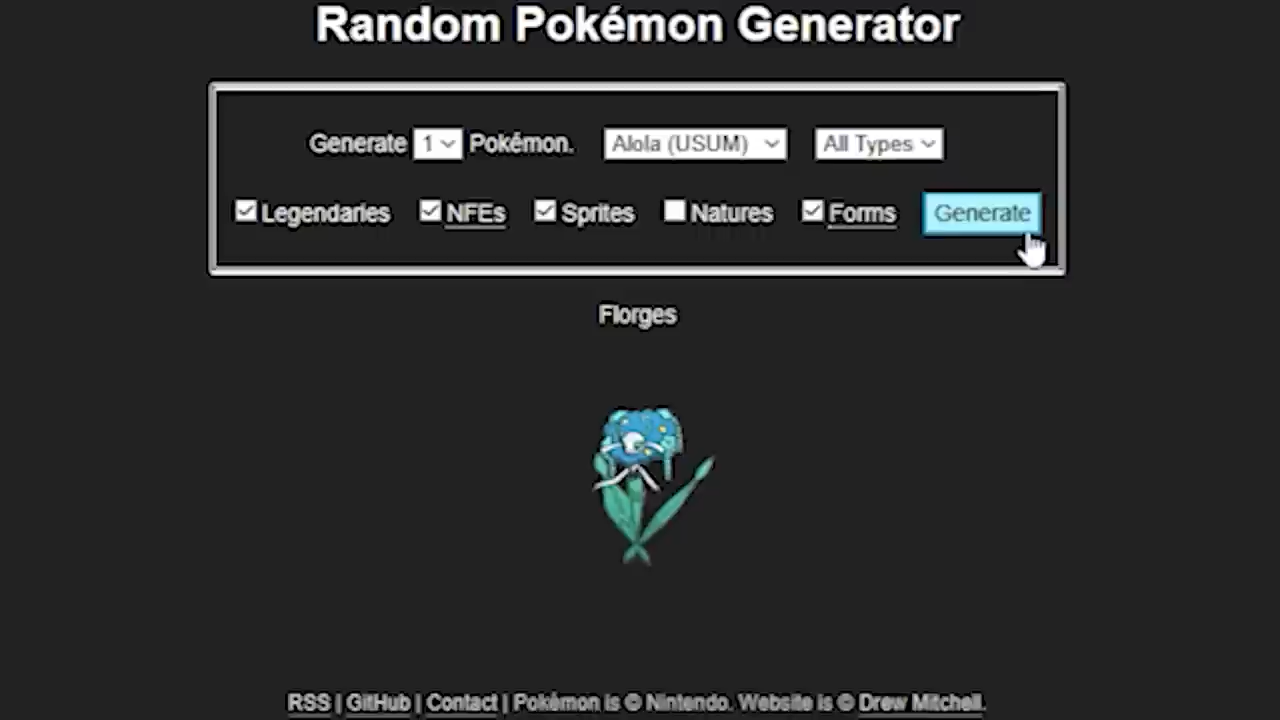 Random Pokémon Generator
Generate 1 Pokémon. Alola (USUM) All Types
Legendaries NFEs Sprites Natures Forms Generate
Florges
RSS | GitHub | Contact | Pokémon is © Nintendo. Website is © Drew Mitchell.